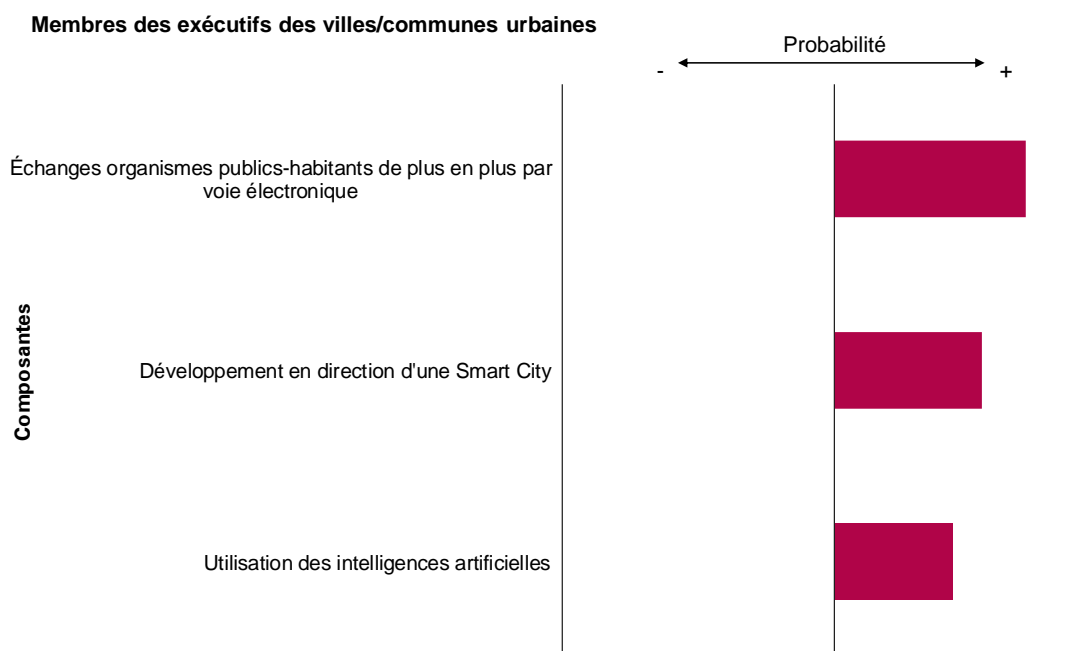 Membres des exécutifs des villes/communes urbaines
Probabilité
- +
Échanges organismes publics-habitants de plus en plus par
voie électronique
Composantes
Développement en direction d'une Smart City
Utilisation des intelligences artificielles